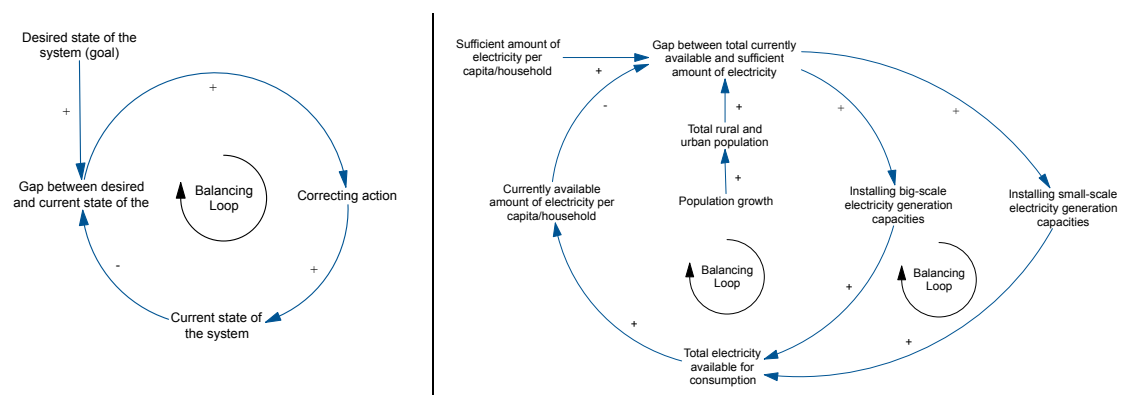 Desired state of the
system (goal)
+
+
Gap between desired
and current state of the
Balancing
Loop
Correcting action
-
+
Current state of
the system
Sufficient amount of
electricity per
capita/household
+
Gap between total currently
available and sufficient
amount of electricity
-
+
+
+
Total rural and
urban population
+
Currently available
amount of electricity per
capita/household
Population growth
Installing big-scale
electricity generation
capacities
Installing small-scale
electricity generation
capacities
Balancing
Loop
Balancing
Loop
+
+
+
Total electricity
available for
consumption